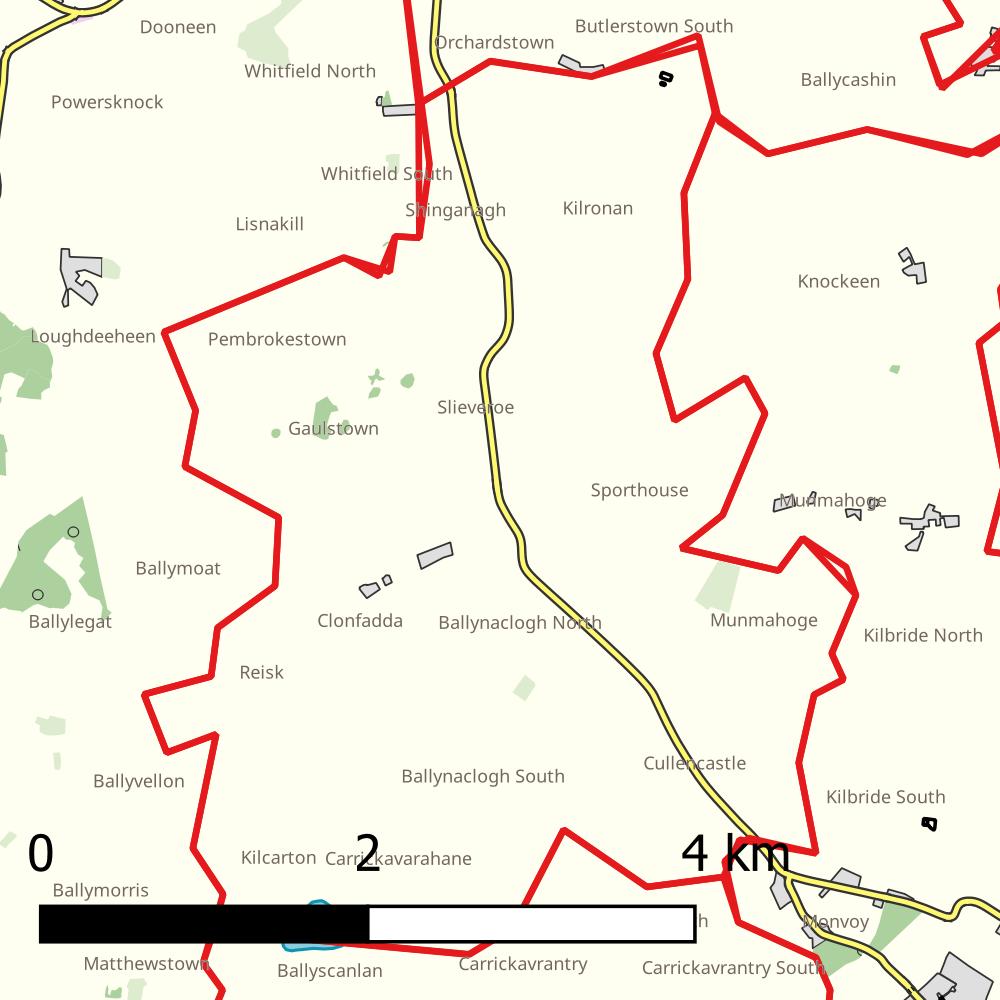 Dooneen
Butlerstown South
Orchardstown
Whitfield North
Ballycashin
Powersknock
Whitfield South
Shinganagh
Kilronan
Lisnakill
Knockeen
Loughdeeheen
Pembrokestown
Slieveroe
Gaulstown
Sporthouse
Munmahoge
Ballymoat
Ballylegat
Clonfadda
Ballynaclogh North
Munmahoge
Kilbride North
Reisk
Cullencastle
Ballynaclogh South
Ballyvellon
Kilbride South
0 2 4 km
Kilcarton
Carrickavarahane
Ballymorris
h
Monvoy
Matthewstown
Ballyscanlan
Carrickavrantry
Carrickavrantry South